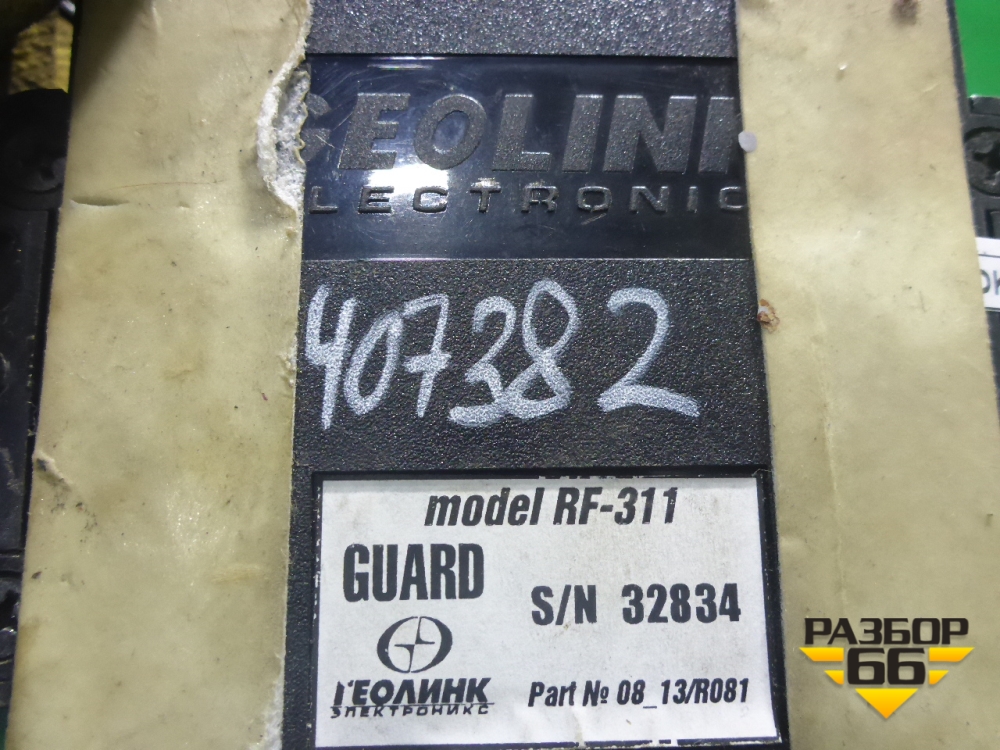 GEOLINK
ELECTRONIC
407382
model RF-311
GUARD
S/N 32834
ГЕОЛИНК
ЭЛЕКТРОНИКС
Part № 08_13/R081
РАЗБОР
66